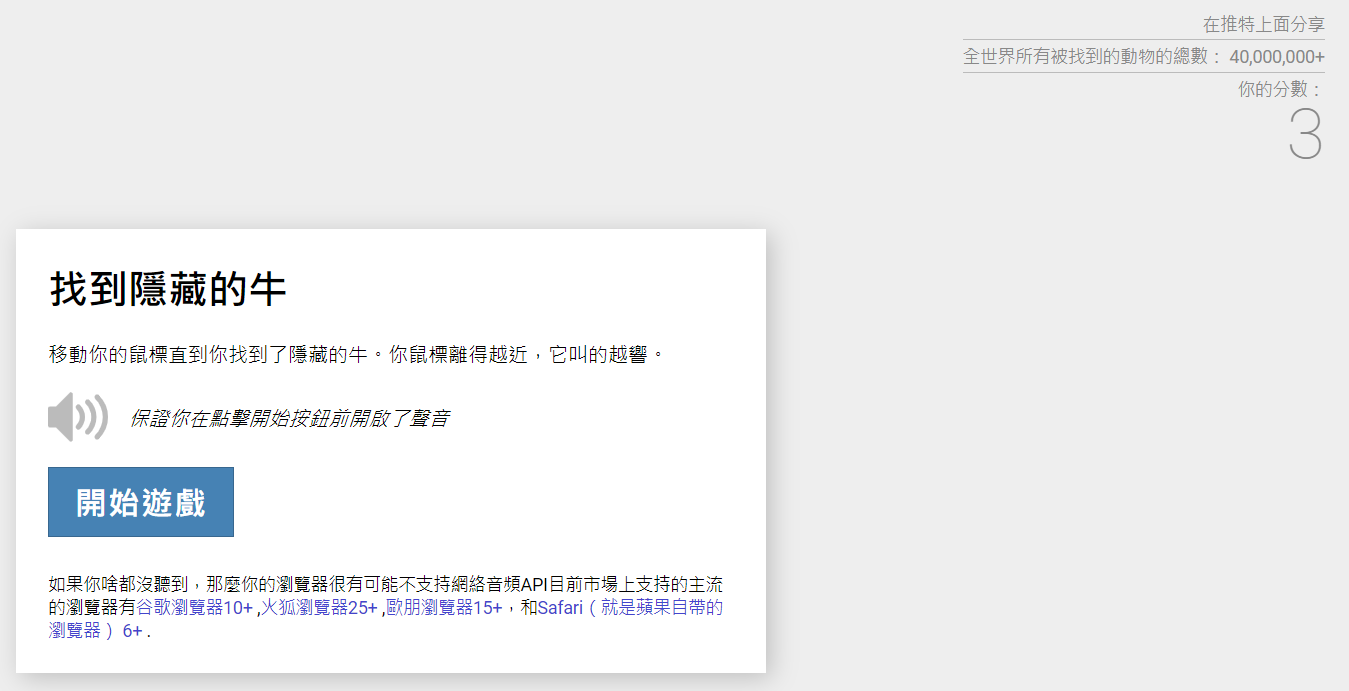 在推特上面分享
全世界所有被找到的動物的總數： 40,000,000+
你的分數：
3
找到隱藏的牛
移動你的鼠標直到你找到了隱藏的牛。你鼠標離得越近，它叫的越響。
保證你在點擊開始按鈕前開啟了聲音
開始遊戲
如果你啥都沒聽到，那麼你的瀏覽器很有可能不支持網絡音頻API目前市場上支持的主流
的瀏覽器有谷歌瀏覽器10+ ,火狐瀏覽器25+ ,歐朋瀏覽器15+，和Safari（就是蘋果自帶的
瀏覽器） 6+ .